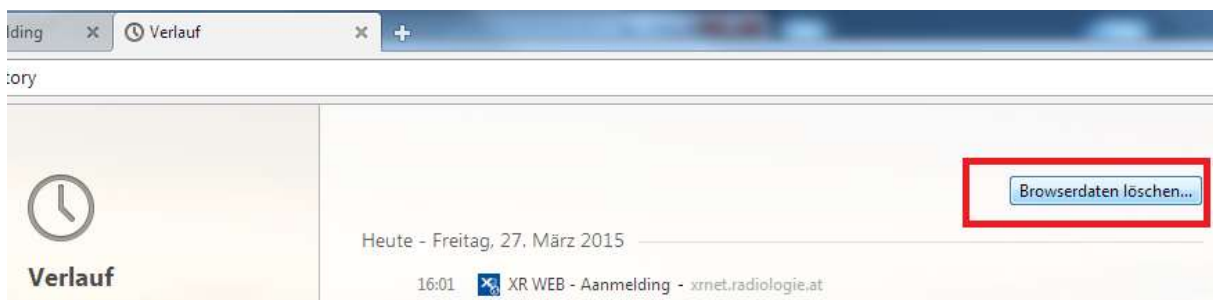 lding
Verlauf
tory
Browserdaten löschen...
Heute - Freitag, 27. März 2015
Verlauf
16:01 XR WEB - Aanmelding - xrnet.radiologie.at